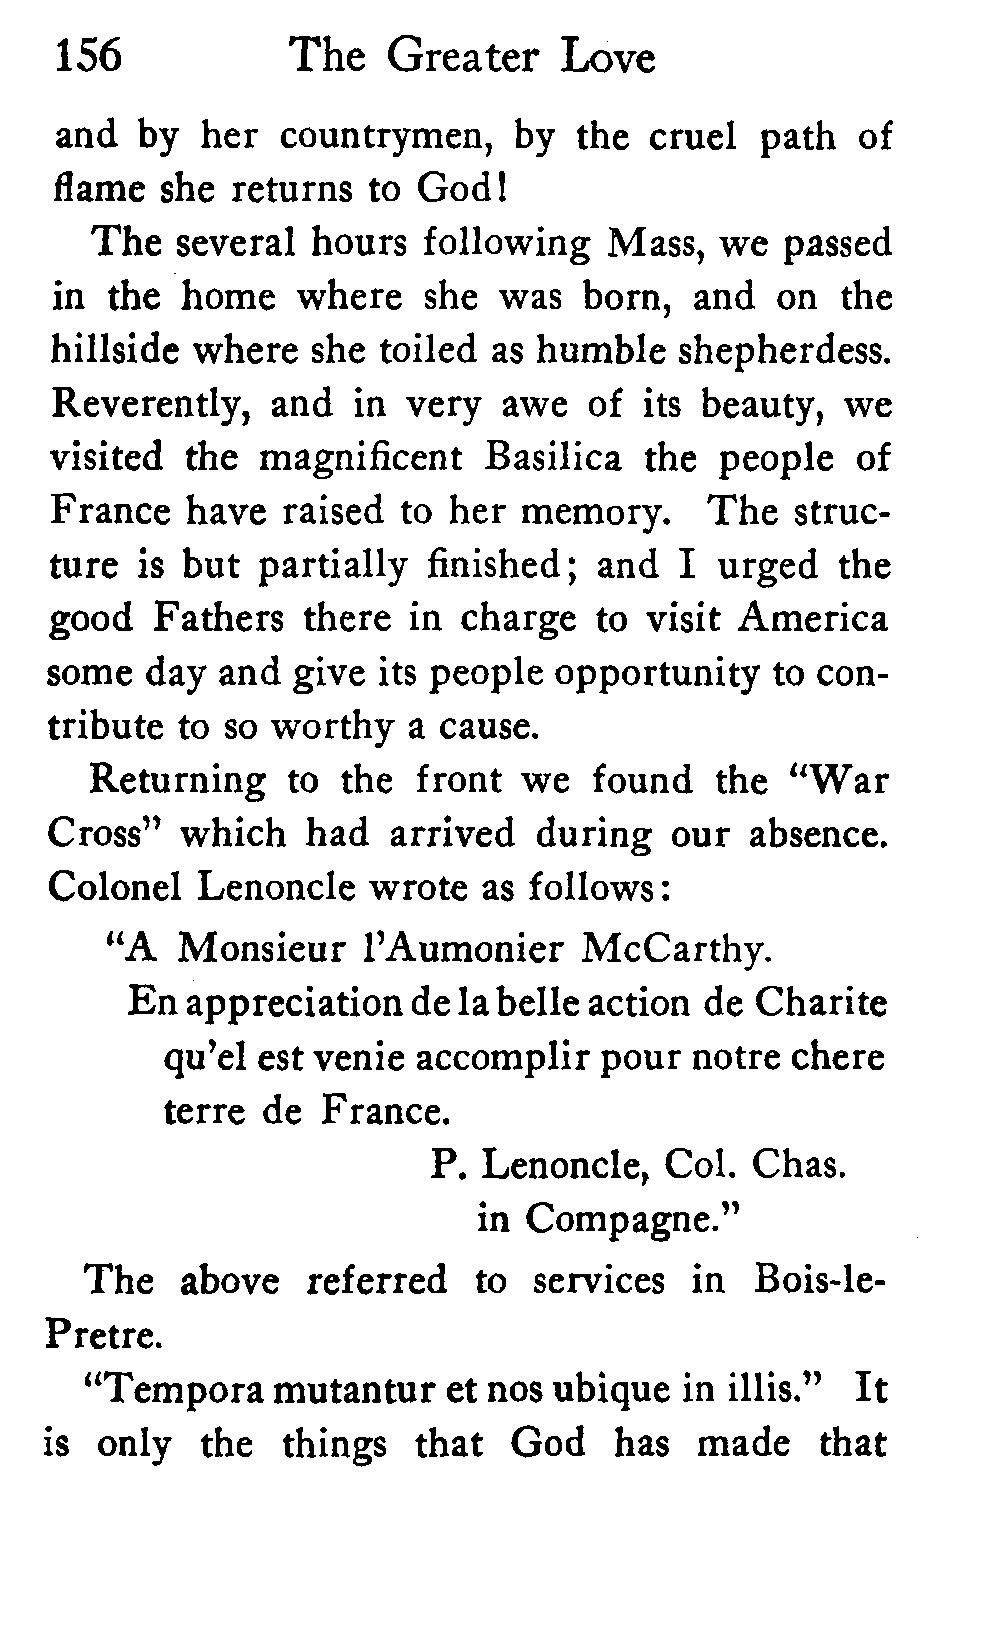 156 The Greater Love
and by her countrymen, by the cruel path of
flame she returns to God!
The several hours following Mass, we passed
in the home where she was born, and on the
hillside where she toiled as humble shepherdess.
Reverently, and in very awe of its beauty, we
visited the magnificent Basilica the people of
France have raised to her memory. The struc-
ture is but partially finished; and I urged the
good Fathers there in charge to visit America
some day and give its people opportunity to con-
tribute to so worthy a cause.
Returning to the front we found the "War
Cross" which had arrived during our absence.
Colonel Lenoncle wrote as follows:
"A Monsieur l'Aumonier McCarthy.
En appreciation de la belle action de Charite
qu'el est venie accomplir pour notre chere
terre de France.
P. Lenoncle, Col. Chas.
in Compagne."
The above referred to services in Bois-le-
Pretre.
"Tempora mutantur et nos ubique in illis." It
is only the things that God has made that